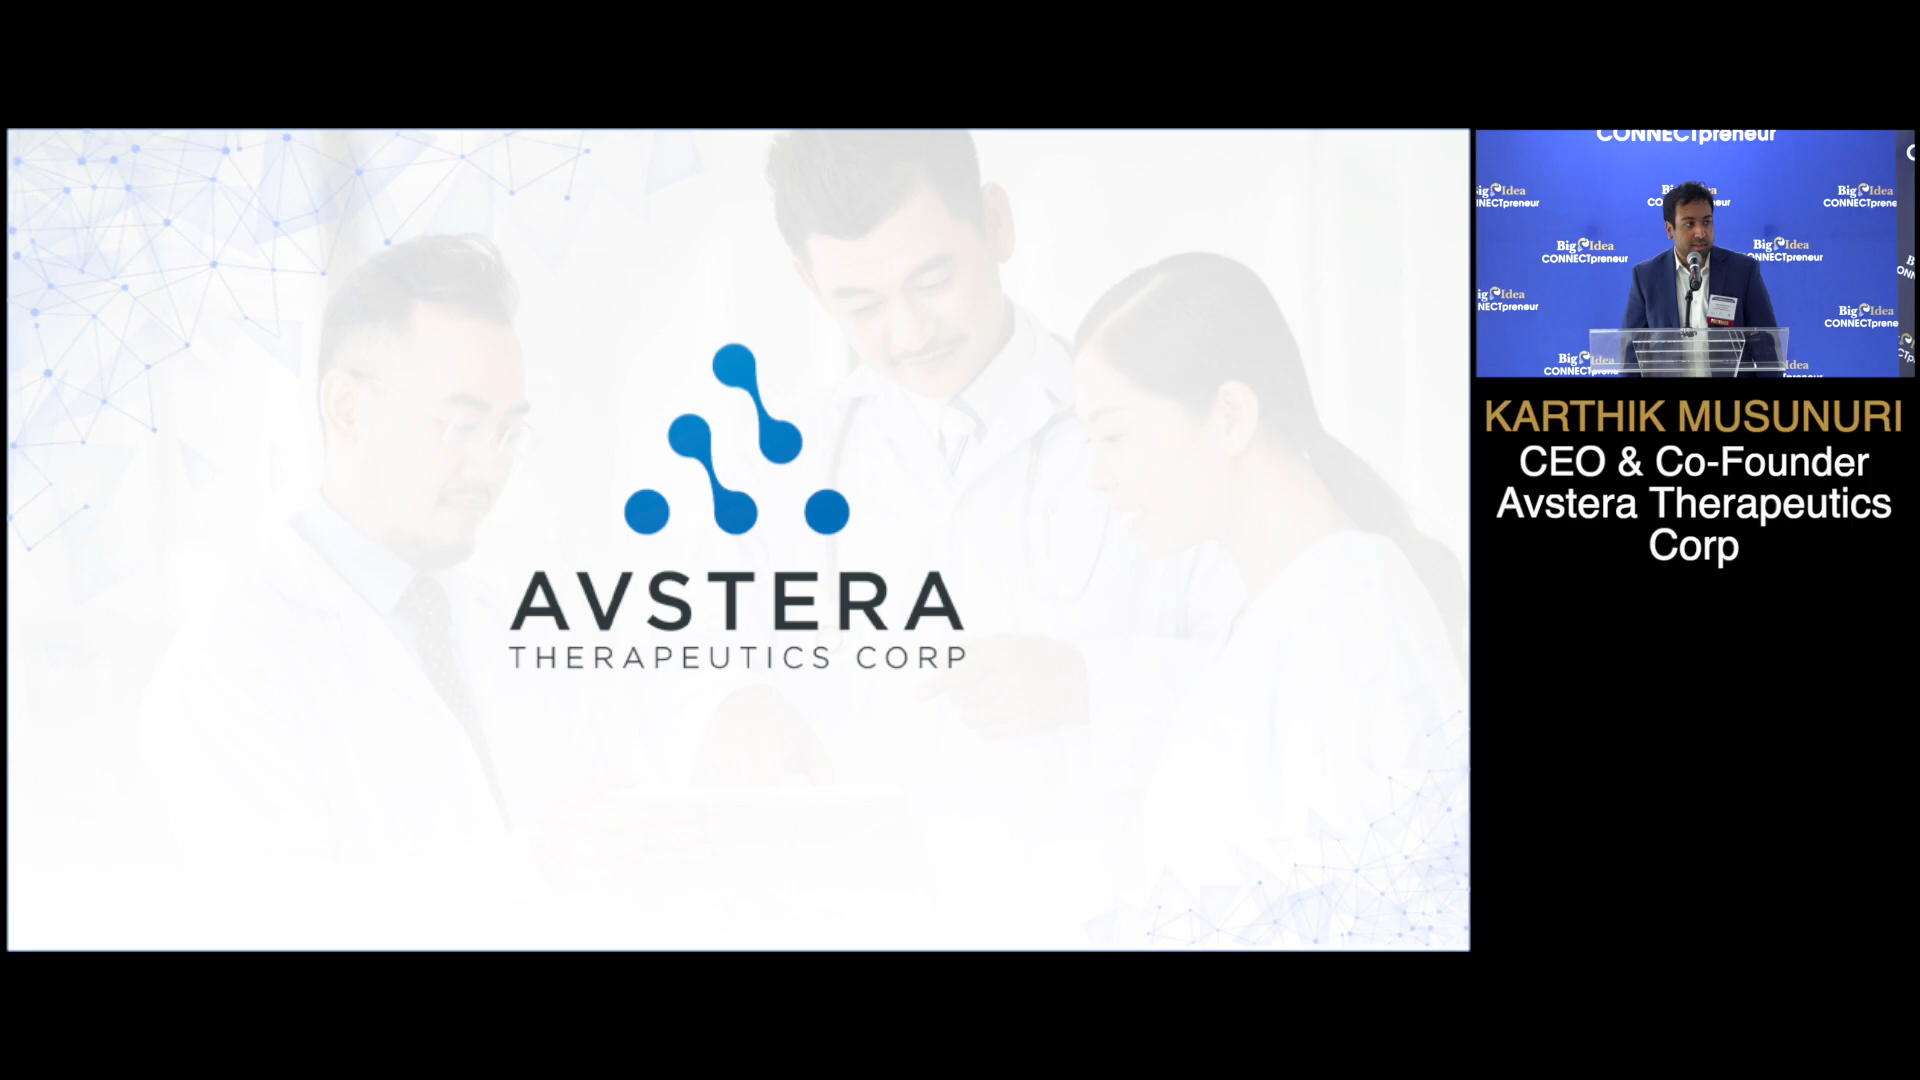 AVSTERA
THERAPEUTICS CORP
CONNECTpreneur
Big Idea
CONNECTpreneur
Big Idea
CONNECTpreneur
Big Idea
CONNECTpreneur
KARTHIK MUSUNURI
CEO & Co-Founder
Avstera Therapeutics
Corp